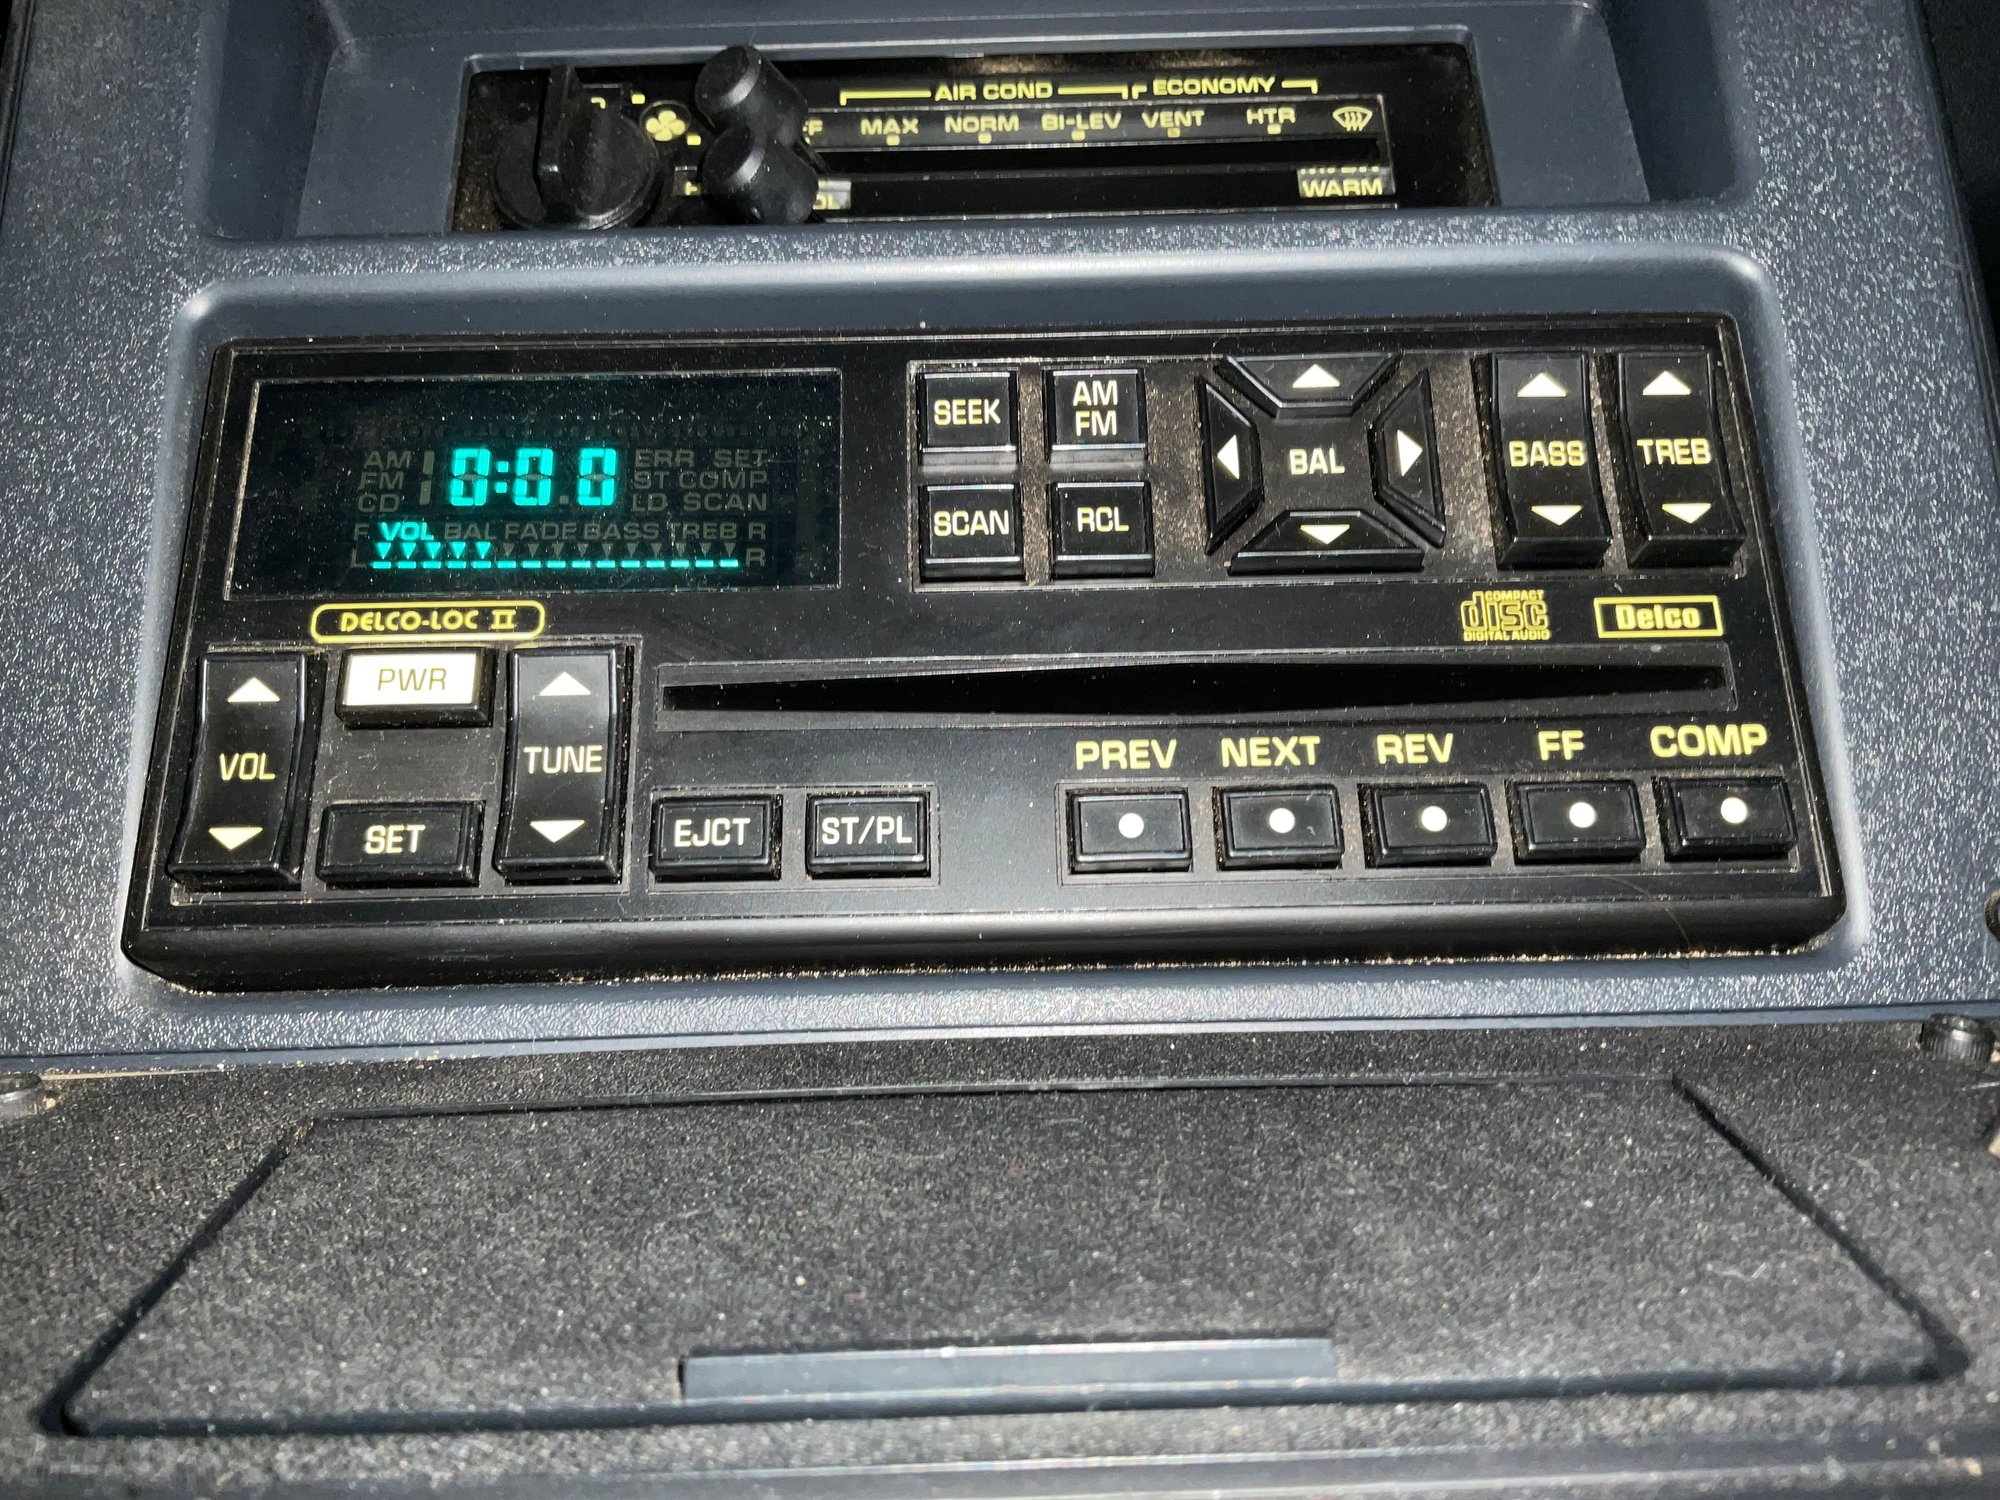 AIR COND ECONOMY
MAX NORM BI-LEV VENT HTR
WARM
AM 0:00 ERR SET
FM ST COMP
CD LD SCAN
F VOL BAL FADE BASS TREB R
L R
SEEK
AM
FM
SCAN
RCL
BAL
BASS
TREB
DELCO-LOC II
COMPACT
disc
DIGITAL AUDIO
Delco
PWR
VOL
TUNE
SET
EJCT
ST/PL
PREV NEXT REV FF COMP